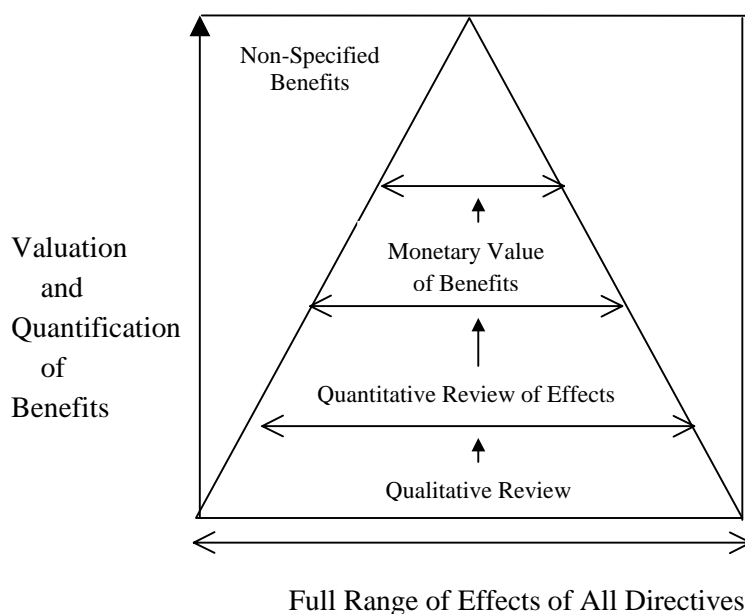 Non-Specified
Benefits
Monetary Value
of Benefits
Valuation
and
Quantification
of
Benefits
Quantitative Review of Effects
Qualitative Review
Full Range of Effects of All Directives